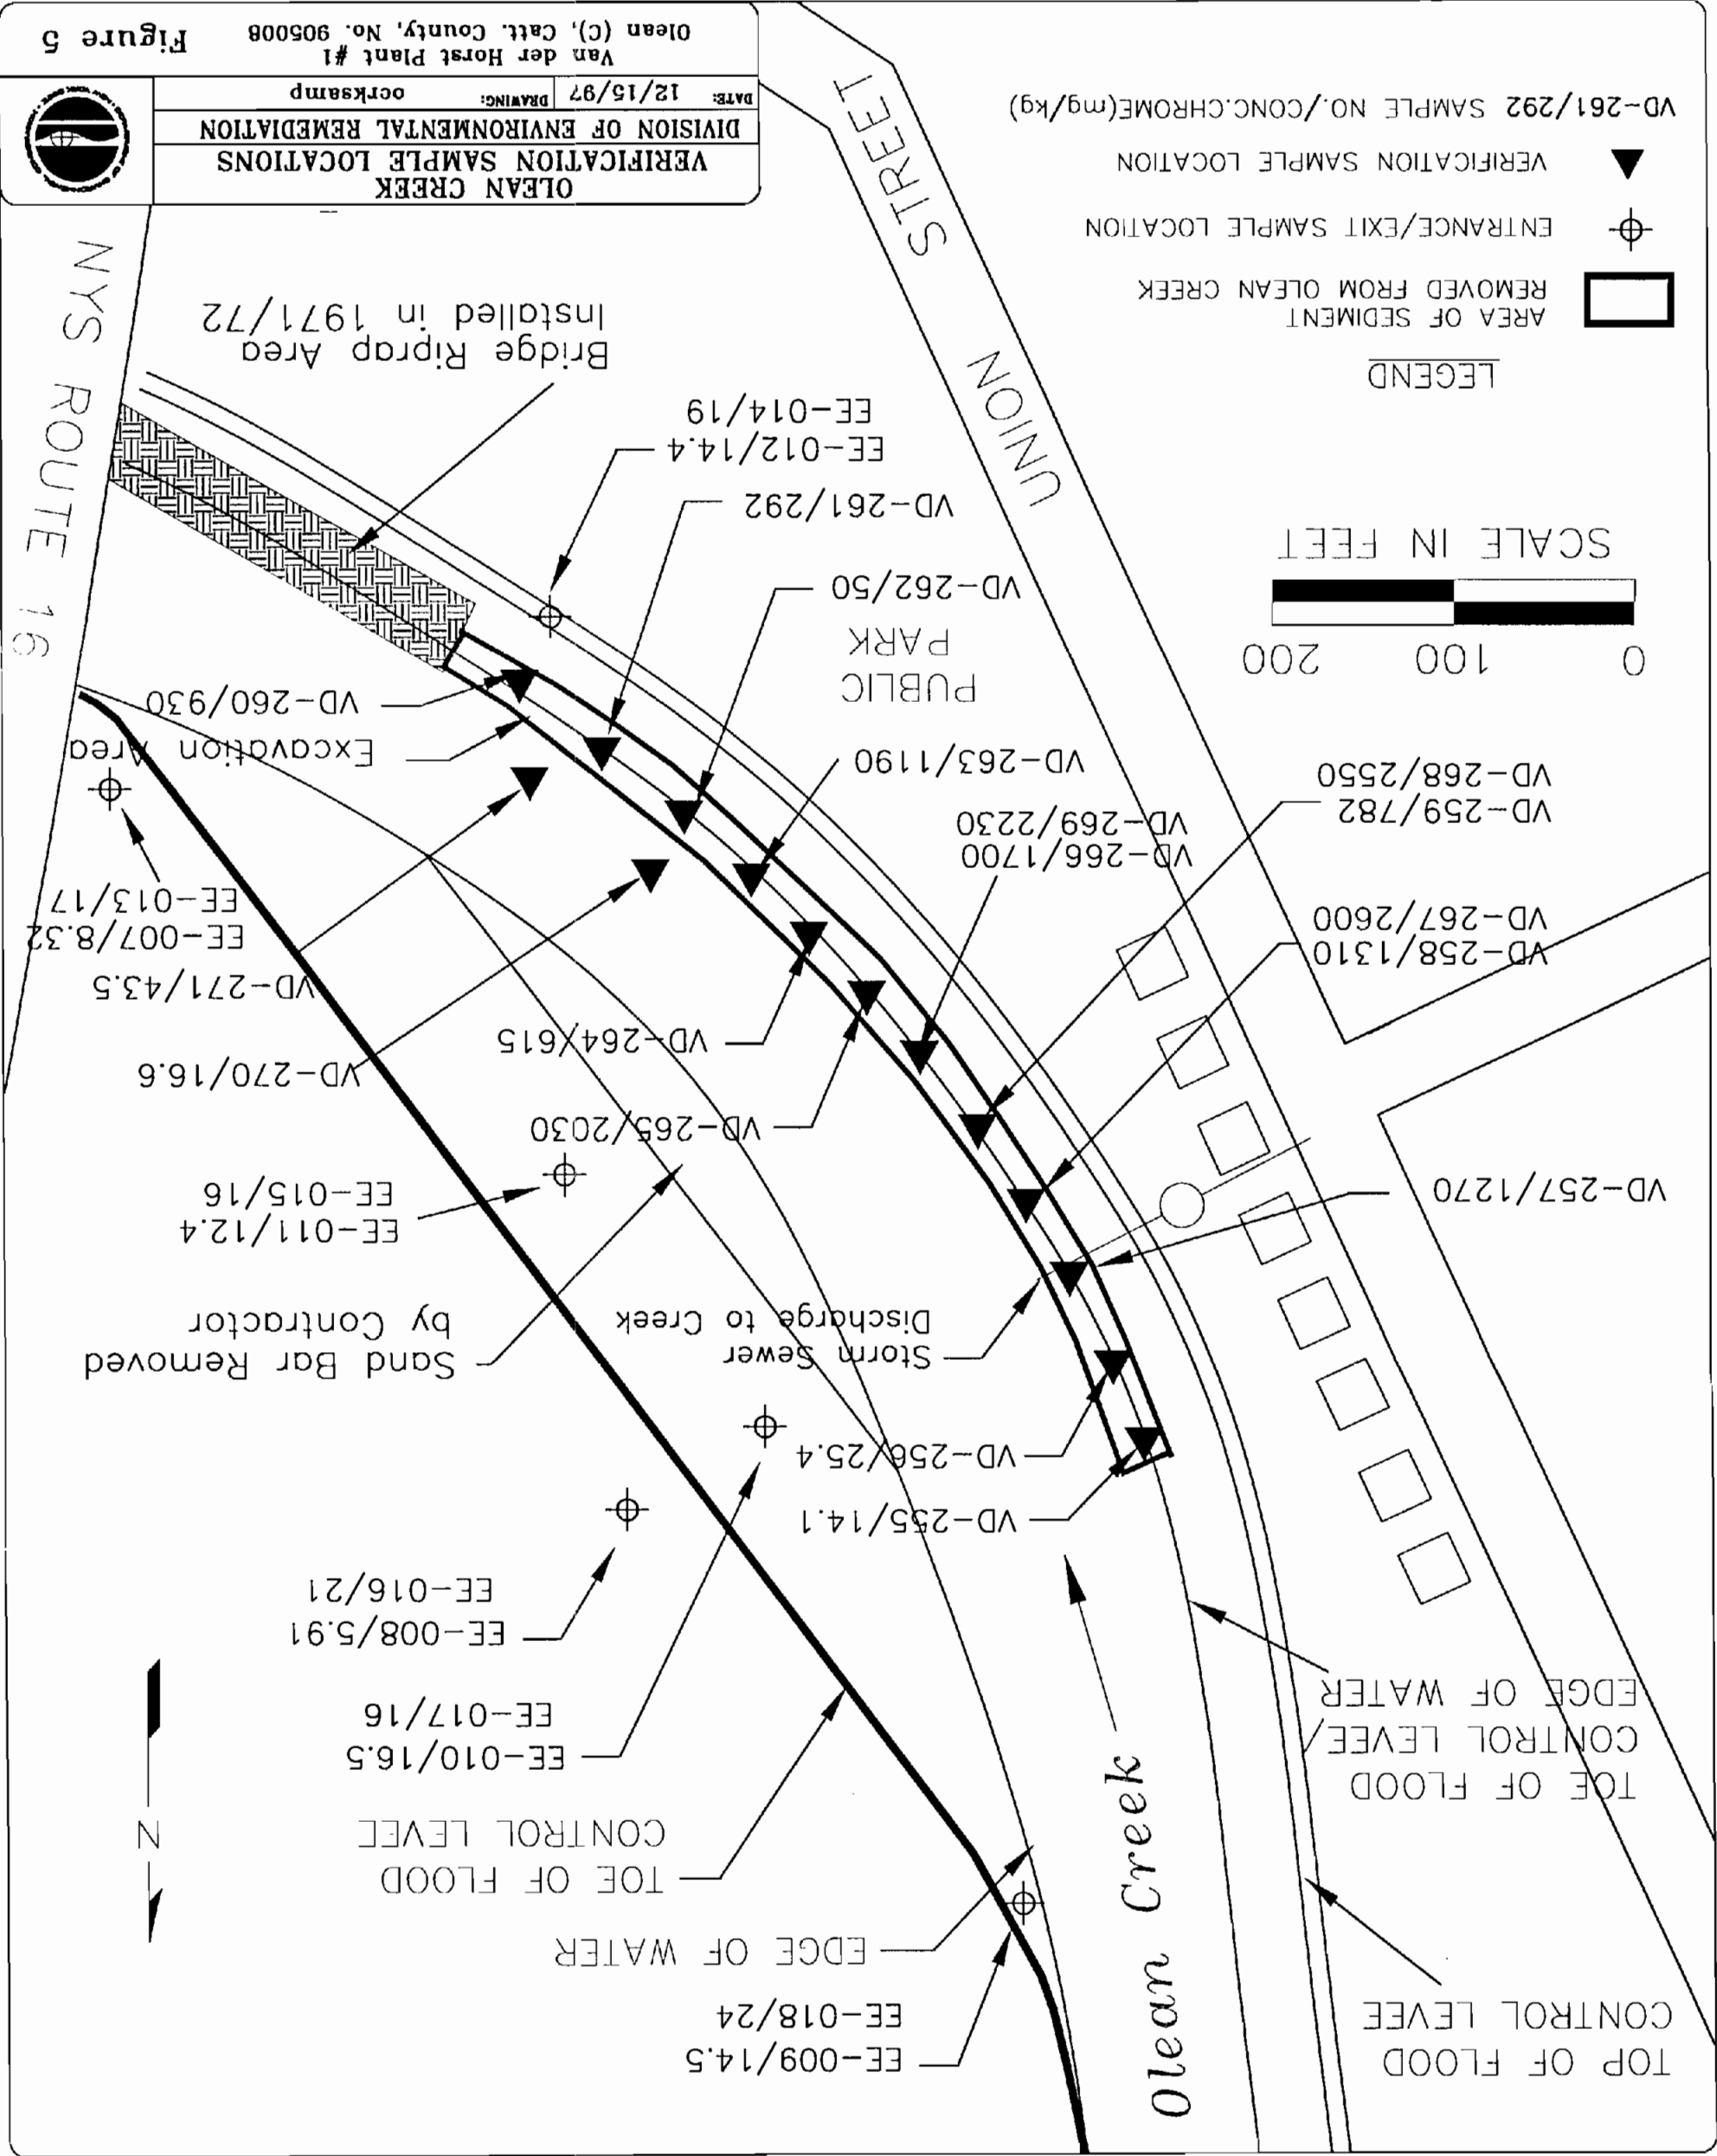 TOP OF FLOOD
CONTROL LEVEE
Olean Creek
EE-009/14.5
EE-018/24
EDGE OF WATER
TOE OF FLOOD
CONTROL LEVEE
N
TOE OF FLOOD
CONTROL LEVEE/
EDGE OF WATER
EE-010/16.5
EE-017/16
EE-008/5.91
EE-016/21
VD-255/14.1
VD-256/25.4
Storm Sewer
Discharge to Creek
Sand Bar Removed
by Contractor
VD-257/1270
EE-011/12.4
EE-015/16
VD-265/2030
VD-270/16.6
VD-264/615
VD-271/43.5
VD-258/1310
VD-267/2600
EE-007/8.32
EE-013/17
VD-259/782
VD-268/2550
VD-266/1700
VD-269/2230
VD-263/1190
Excavation Area
VD-260/930
PUBLIC
PARK
VD-262/50
0 100 200
SCALE IN FEET
VD-261/292
EE-012/14.4
EE-014/19
UNION STREET
NYS ROUTE 16
Bridge Riprap Area
Installed in 1971/72
LEGEND
AREA OF SEDIMENT
REMOVED FROM OLEAN CREEK
ENTRANCE/EXIT SAMPLE LOCATION
VERIFICATION SAMPLE LOCATION
VD-261/292 SAMPLE NO./CONC.CHROME(mg/kg)
OLEAN CREEK
VERIFICATION SAMPLE LOCATIONS
DIVISION OF ENVIRONMENTAL REMEDIATION
DATE: 12/15/97 DRAWING: ocrksamp
Van der Horst Plant #1
Olean (C), Catt. County, No. 905008
Figure 5